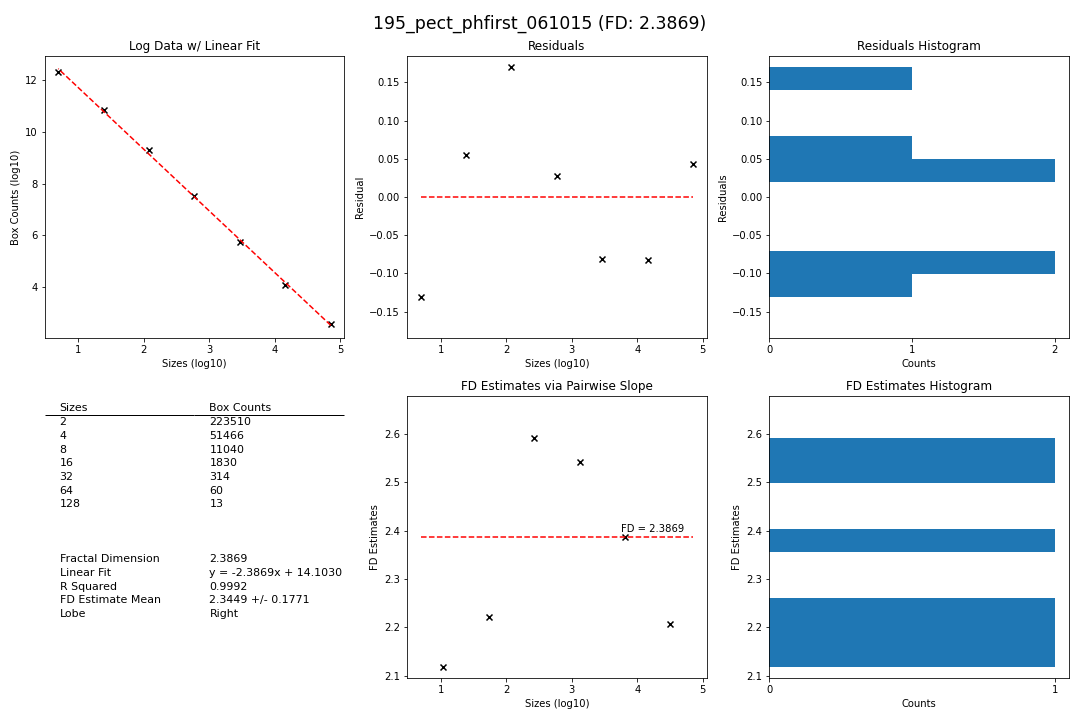 195_pect_phfirst_061015 (FD: 2.3869)
Log Data w/ Linear Fit
12
10
8
6
4
Box Counts (log10)
1 2 3 4 5
Sizes (log10)
Residuals
0.15
0.10
0.05
0.00
−0.05
−0.10
−0.15
Residual
1 2 3 4 5
Sizes (log10)
Residuals Histogram
0.15
0.10
0.05
0.00
−0.05
−0.10
−0.15
Residuals
0 1 2
Counts
Sizes Box Counts
2 223510
4 51466
8 11040
16 1830
32 314
64 60
128 13
Fractal Dimension 2.3869
Linear Fit y = -2.3869x + 14.1030
R Squared 0.9992
FD Estimate Mean 2.3449 +/- 0.1771
Lobe Right
FD Estimates via Pairwise Slope
2.6
2.5
2.4
2.3
2.2
2.1
FD Estimates
FD = 2.3869
1 2 3 4 5
Sizes (log10)
FD Estimates Histogram
2.6
2.5
2.4
2.3
2.2
2.1
FD Estimates
0 1
Counts